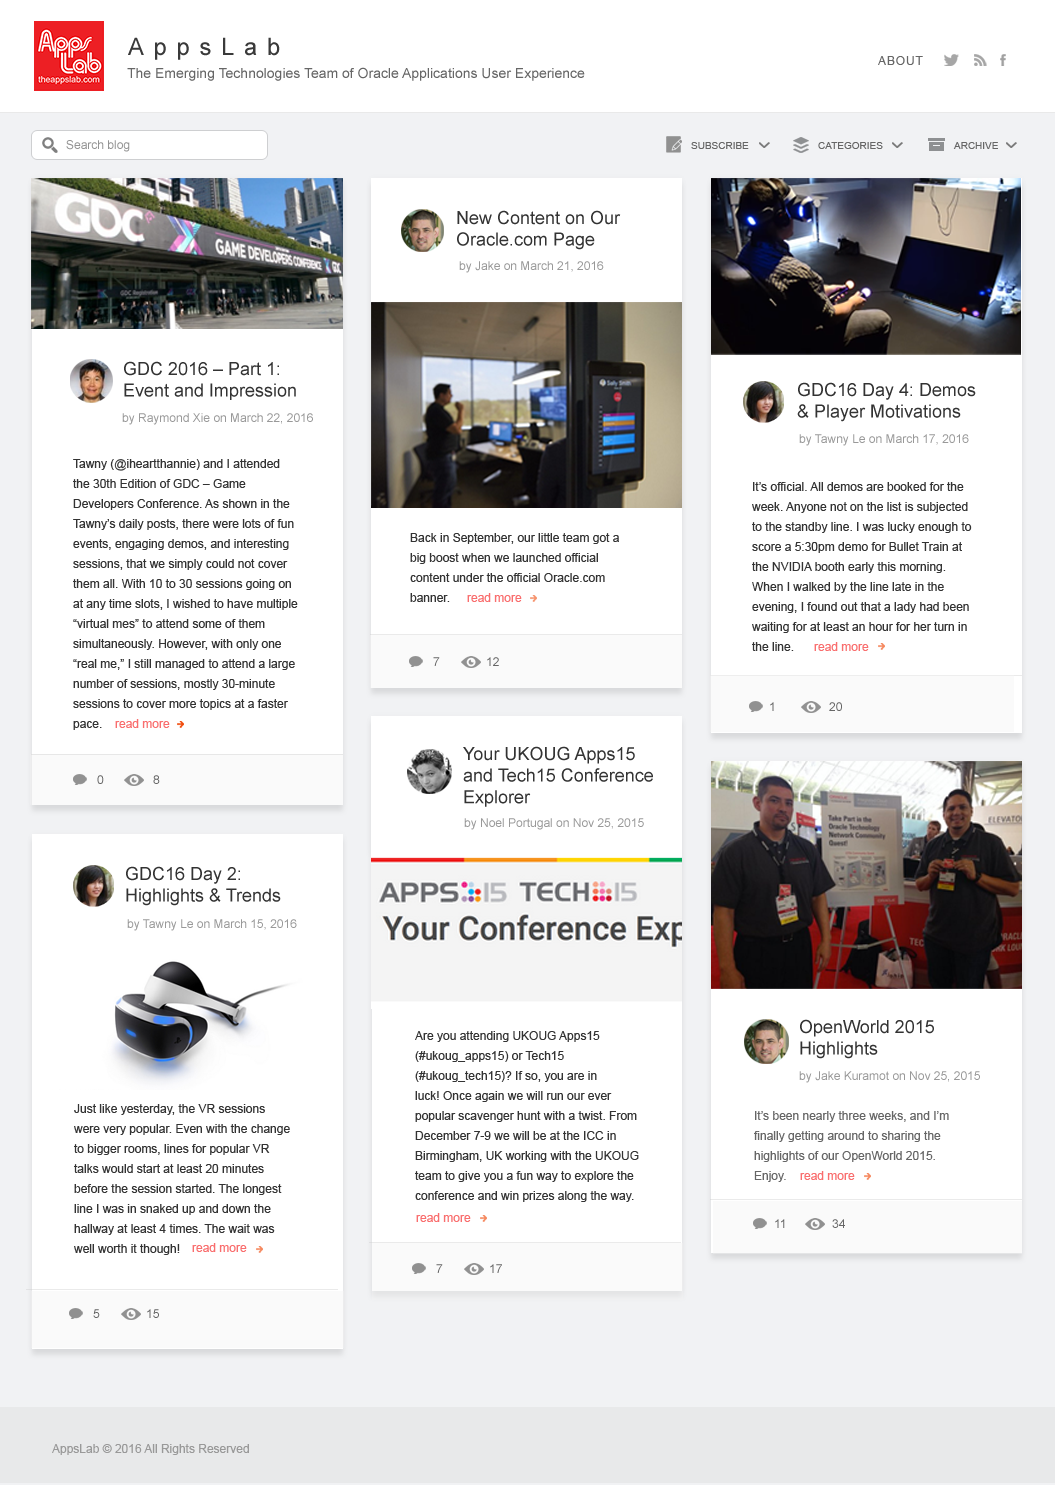 Apps
Lab
theappslab.com
AppsLab
The Emerging Technologies Team of Oracle Applications User Experience
ABOUT
Search blog
SUBSCRIBE
CATEGORIES
ARCHIVE
GDC
GAME DEVELOPERS CONFERENCE
GDC 2016 – Part 1:
Event and Impression
by Raymond Xie on March 22, 2016
Tawny (@iheartthannie) and I attended
the 30th Edition of GDC – Game
Developers Conference. As shown in the
Tawny's daily posts, there were lots of fun
events, engaging demos, and interesting
sessions, that we simply could not cover
them all. With 10 to 30 sessions going on
at any time slots, I wished to have multiple
“virtual mes” to attend some of them
simultaneously. However, with only one
“real me,” I still managed to attend a large
number of sessions, mostly 30-minute
sessions to cover more topics at a faster
pace. read more
0 8
GDC16 Day 2:
Highlights & Trends
by Tawny Le on March 15, 2016
Just like yesterday, the VR sessions
were very popular. Even with the change
to bigger rooms, lines for popular VR
talks would start at least 20 minutes
before the session started. The longest
line I was in snaked up and down the
hallway at least 4 times. The wait was
well worth it though! read more
5 15
New Content on Our
Oracle.com Page
by Jake on March 21, 2016
Sally Smith
Back in September, our little team got a
big boost when we launched official
content under the official Oracle.com
banner. read more
7 12
Your UKOUG Apps15
and Tech15 Conference
Explorer
by Noel Portugal on Nov 25, 2015
APPS 15 TECH 15
Your Conference Exp
Are you attending UKOUG Apps15
(#ukoug_apps15) or Tech15
(#ukoug_tech15)? If so, you are in
luck! Once again we will run our ever
popular scavenger hunt with a twist. From
December 7-9 we will be at the ICC in
Birmingham, UK working with the UKOUG
team to give you a fun way to explore the
conference and win prizes along the way.
read more
7 17
GDC16 Day 4: Demos
& Player Motivations
by Tawny Le on March 17, 2016
It's official. All demos are booked for the
week. Anyone not on the list is subjected
to the standby line. I was lucky enough to
score a 5:30pm demo for Bullet Train at
the NVIDIA booth early this morning.
When I walked by the line late in the
evening, I found out that a lady had been
waiting for at least an hour for her turn in
the line. read more
1 20
Take Part in the
Oracle Technology
Network Community
Quest!
ELEVATOR
OpenWorld 2015
Highlights
by Jake Kuramot on Nov 25, 2015
It's been nearly three weeks, and I'm
finally getting around to sharing the
highlights of our OpenWorld 2015.
Enjoy. read more
11 34
AppsLab © 2016 All Rights Reserved